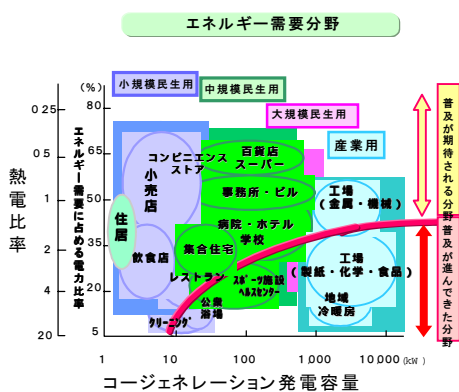 エネルギー需要分野
小規模民生用
中規模民生用
大規模民生用
産業用
熱電比率
0.25
0.5
1
2
4
20
エネルギー需要に占める電力比率
(%)
80
65
50
35
20
5
コンビニエンス
ストア
小売店
住居
飲食店
百貨店
スーパー
事務所・ビル
病院・ホテル
学校
集合住宅
レストラン
スポーツ施設
ヘルスセンター
公衆
浴場
クリーニング
工場
(金属・機械)
工場
(製紙・化学・食品)
地域
冷暖房
普及が期待される分野
普及が進んできた分野
1
10
100
1,000
10,000
(kW)
コージェネレーション発電容量